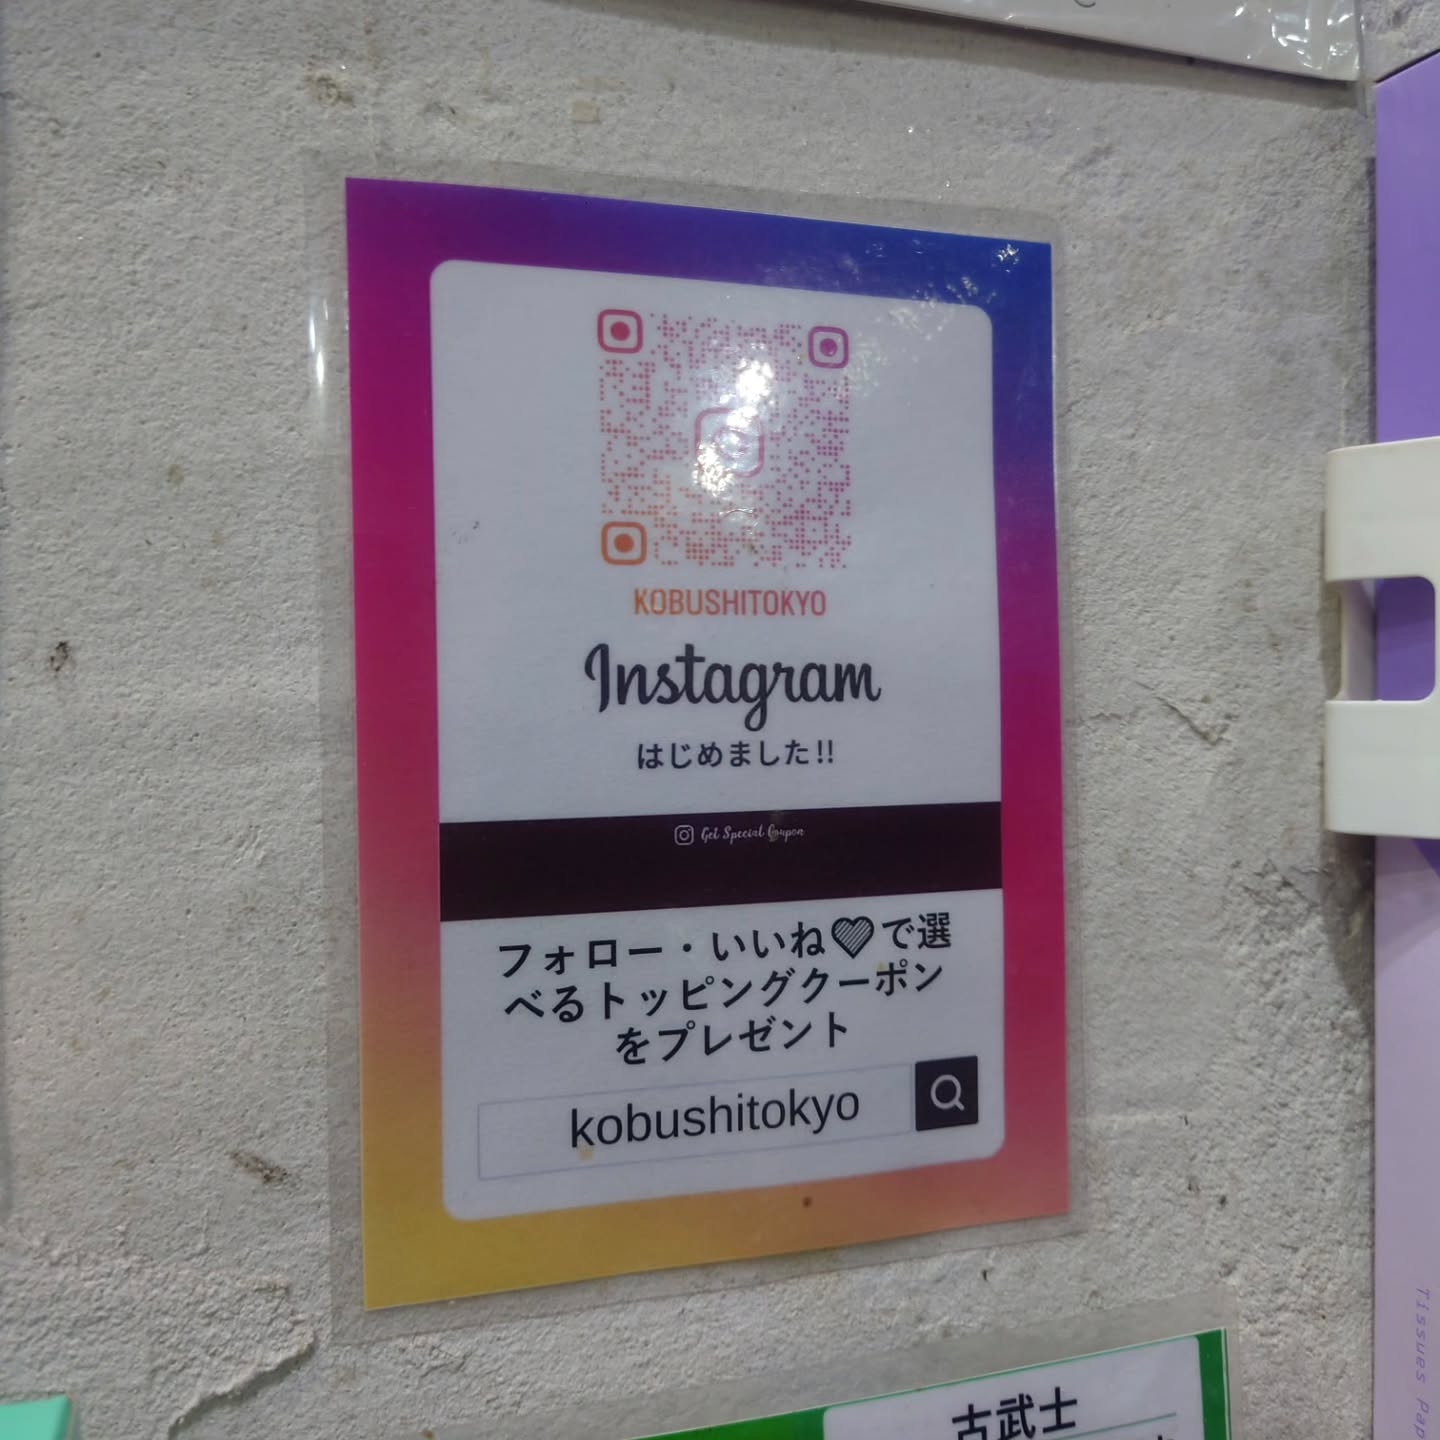 KOBUSHITOKYO
Instagram
はじめました!!
Get Special Coupon
フォロー・いいね♡で選
べるトッピングクーポン
をプレゼント
kobushitokyo
古武士
Tissues Pap